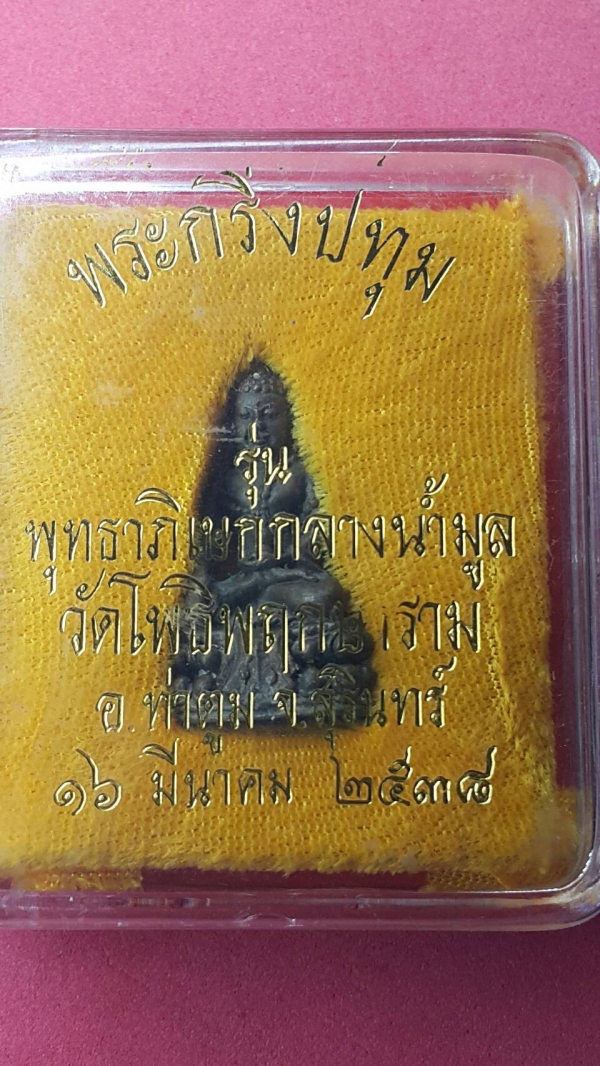 พระกริ่งปทุม
รุ่น
พุทธาภิเษกกลางน้ำมูล
วัดโพธิพฤกษาราม
อ.ท่าตูม จ.สุรินทร์
๑๖ มีนาคม ๒๕๓๘